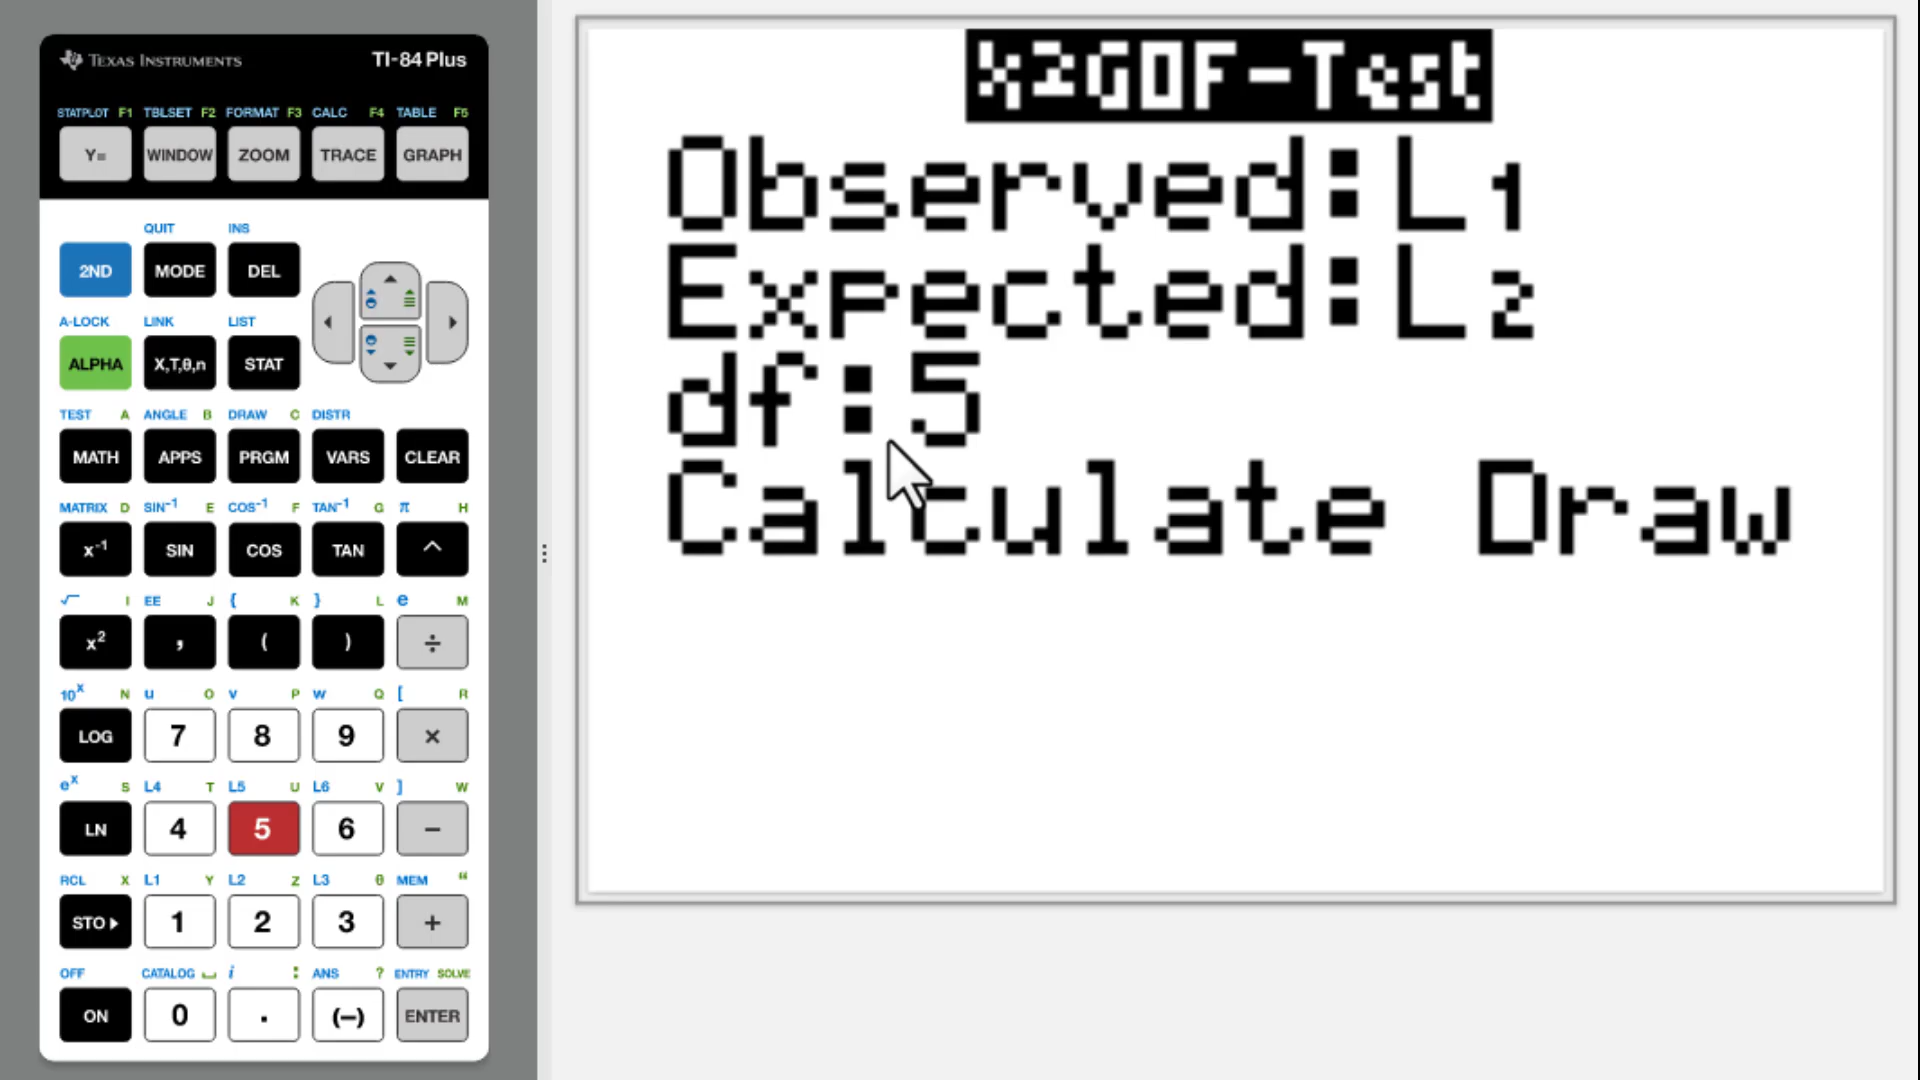 TEXAS INSTRUMENTS TI-84 Plus
STATPLOT F1 TBLSET F2 FORMAT F3 CALC F4 TABLE F5
Y= WINDOW ZOOM TRACE GRAPH
QUIT INS
2ND MODE DEL
A-LOCK LINK LIST
ALPHA X,T,θ,n STAT
TEST A ANGLE B DRAW C DISTR
MATH APPS PRGM VARS CLEAR
MATRIX D SIN⁻¹ E COS⁻¹ F TAN⁻¹ G π H
x⁻¹ SIN COS TAN ^
√ I EE J { K } L e M
x² , ( ) ÷
10ˣ N u O v P w Q [ R
LOG 7 8 9 ×
eˣ S L4 T L5 U L6 V ] W
LN 4 5 6 −
RCL X L1 Y L2 Z L3 θ MEM "
STO▸ 1 2 3 +
OFF CATALOG ⎵ i : ANS ? ENTRY SOLVE
ON 0 . (−) ENTER
χ²GOF-Test
Observed:L₁
Expected:L₂
df:5
Calculate Draw